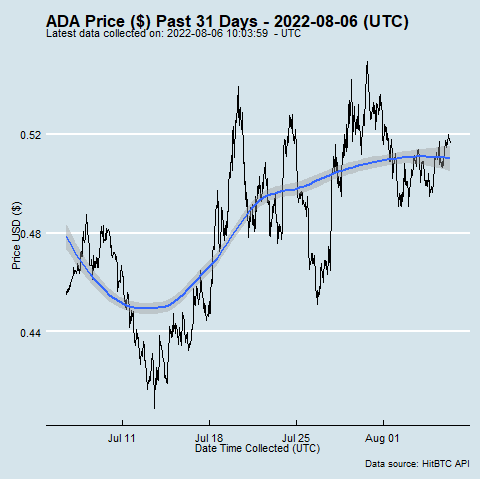 ADA Price ($) Past 31 Days - 2022-08-06 (UTC)
Latest data collected on: 2022-08-06 10:03:59 - UTC
Price USD ($)
0.52
0.48
0.44
Jul 11 Jul 18 Jul 25 Aug 01
Date Time Collected (UTC)
Data source: HitBTC API